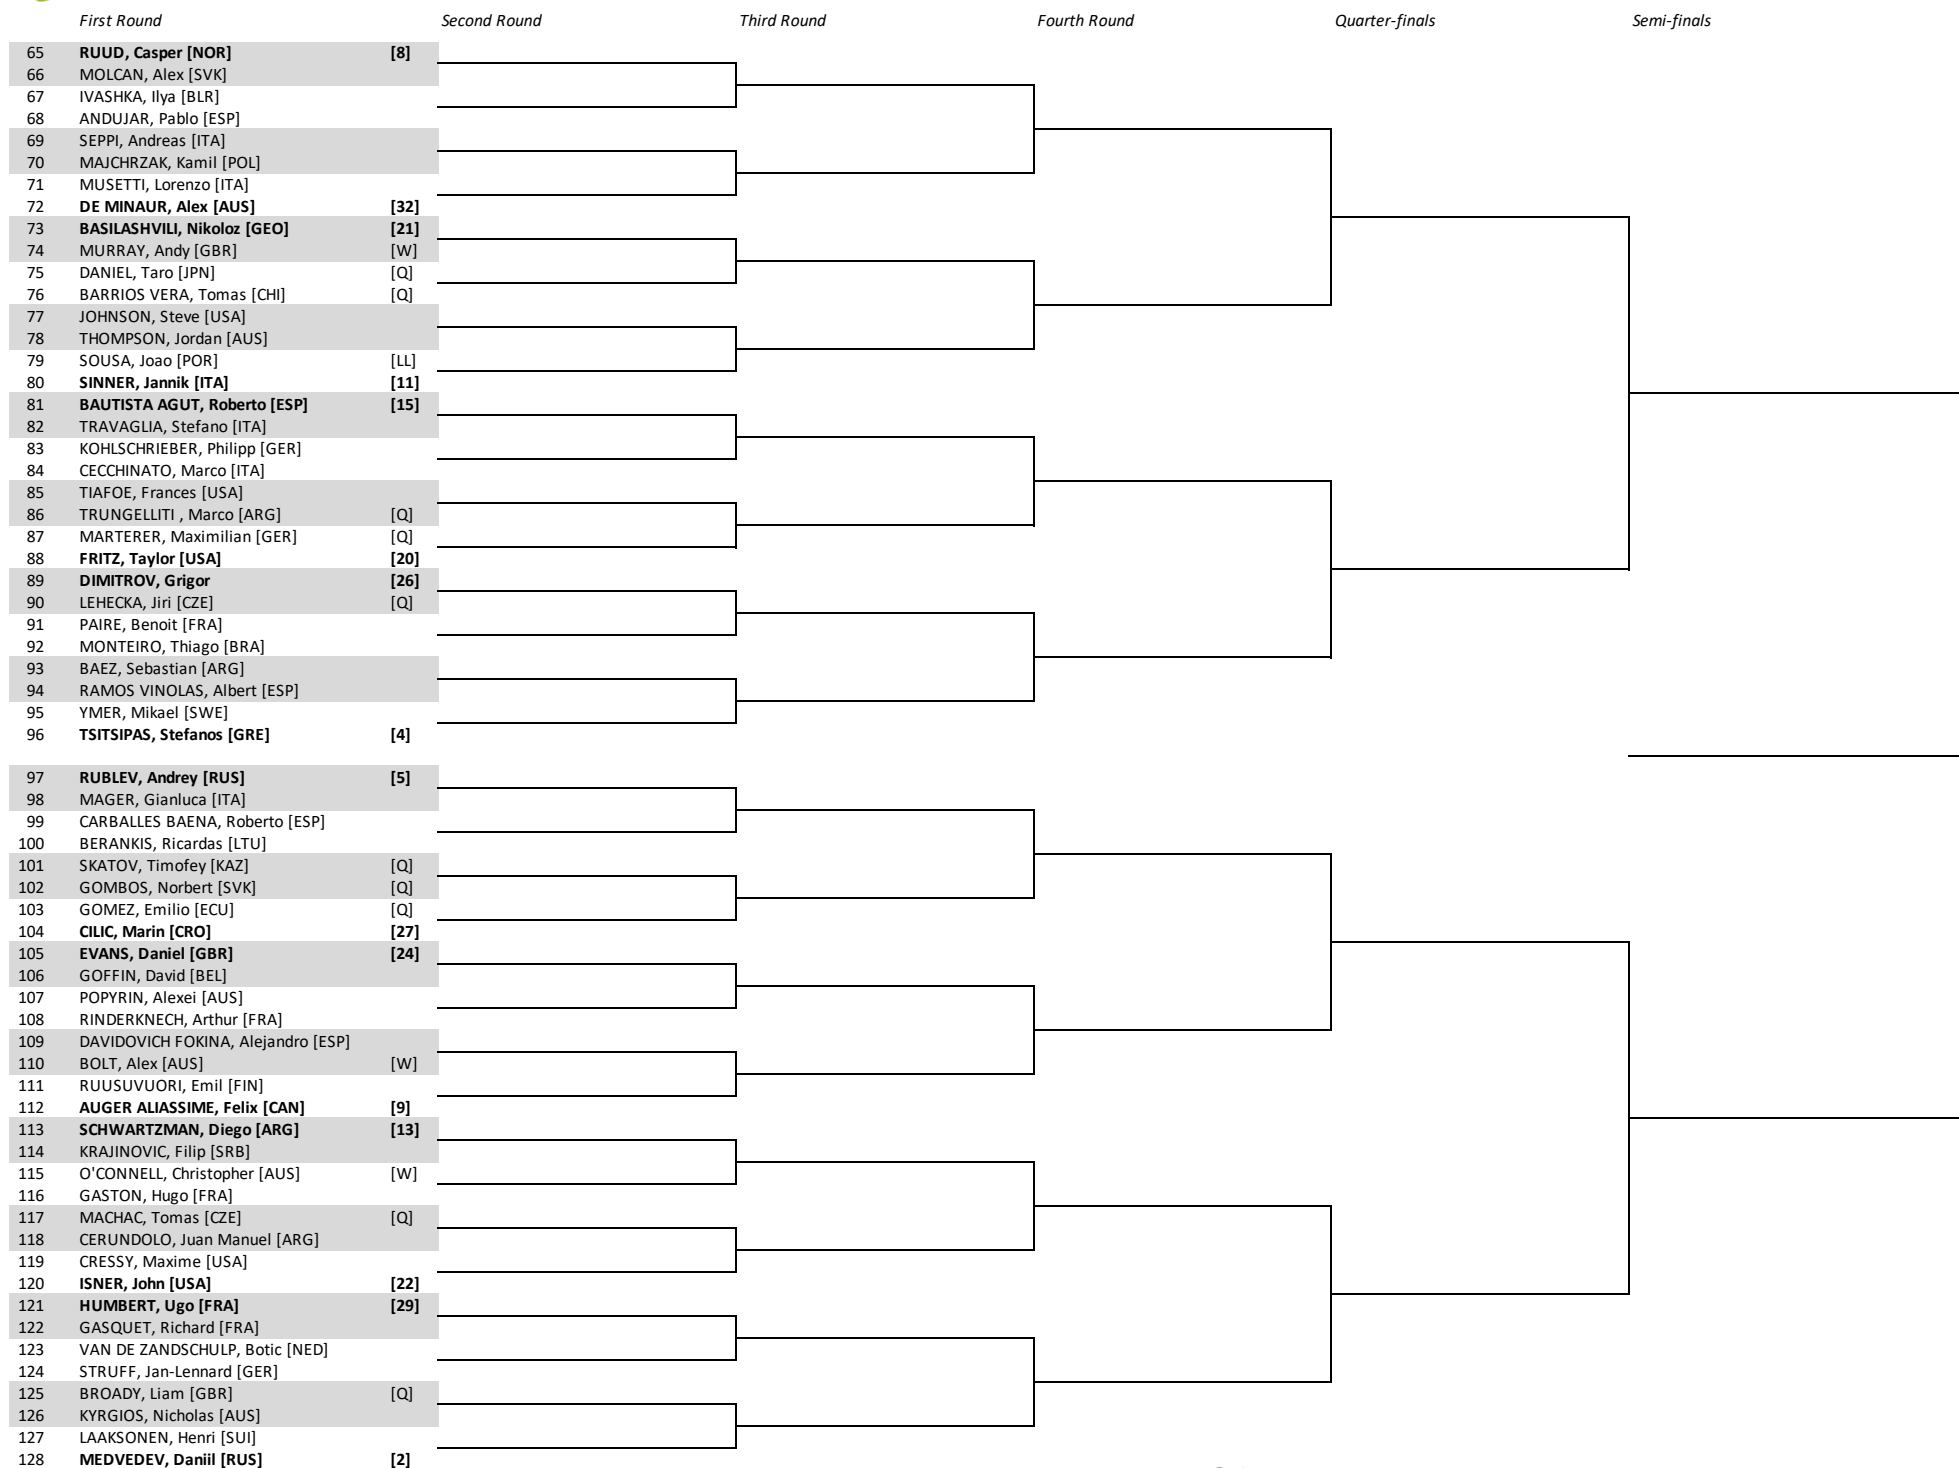 First Round Second Round Third Round Fourth Round Quarter-finals Semi-finals
65 RUUD, Casper [NOR] [8]
66 MOLCAN, Alex [SVK]
67 IVASHKA, Ilya [BLR]
68 ANDUJAR, Pablo [ESP]
69 SEPPI, Andreas [ITA]
70 MAJCHRZAK, Kamil [POL]
71 MUSETTI, Lorenzo [ITA]
72 DE MINAUR, Alex [AUS] [32]
73 BASILASHVILI, Nikoloz [GEO] [21]
74 MURRAY, Andy [GBR] [W]
75 DANIEL, Taro [JPN] [Q]
76 BARRIOS VERA, Tomas [CHI] [Q]
77 JOHNSON, Steve [USA]
78 THOMPSON, Jordan [AUS]
79 SOUSA, Joao [POR] [LL]
80 SINNER, Jannik [ITA] [11]
81 BAUTISTA AGUT, Roberto [ESP] [15]
82 TRAVAGLIA, Stefano [ITA]
83 KOHLSCHRIEBER, Philipp [GER]
84 CECCHINATO, Marco [ITA]
85 TIAFOE, Frances [USA]
86 TRUNGELLITI , Marco [ARG] [Q]
87 MARTERER, Maximilian [GER] [Q]
88 FRITZ, Taylor [USA] [20]
89 DIMITROV, Grigor [26]
90 LEHECKA, Jiri [CZE] [Q]
91 PAIRE, Benoit [FRA]
92 MONTEIRO, Thiago [BRA]
93 BAEZ, Sebastian [ARG]
94 RAMOS VINOLAS, Albert [ESP]
95 YMER, Mikael [SWE]
96 TSITSIPAS, Stefanos [GRE] [4]
97 RUBLEV, Andrey [RUS] [5]
98 MAGER, Gianluca [ITA]
99 CARBALLES BAENA, Roberto [ESP]
100 BERANKIS, Ricardas [LTU]
101 SKATOV, Timofey [KAZ] [Q]
102 GOMBOS, Norbert [SVK] [Q]
103 GOMEZ, Emilio [ECU] [Q]
104 CILIC, Marin [CRO] [27]
105 EVANS, Daniel [GBR] [24]
106 GOFFIN, David [BEL]
107 POPYRIN, Alexei [AUS]
108 RINDERKNECH, Arthur [FRA]
109 DAVIDOVICH FOKINA, Alejandro [ESP]
110 BOLT, Alex [AUS] [W]
111 RUUSUVUORI, Emil [FIN]
112 AUGER ALIASSIME, Felix [CAN] [9]
113 SCHWARTZMAN, Diego [ARG] [13]
114 KRAJINOVIC, Filip [SRB]
115 O'CONNELL, Christopher [AUS] [W]
116 GASTON, Hugo [FRA]
117 MACHAC, Tomas [CZE] [Q]
118 CERUNDOLO, Juan Manuel [ARG]
119 CRESSY, Maxime [USA]
120 ISNER, John [USA] [22]
121 HUMBERT, Ugo [FRA] [29]
122 GASQUET, Richard [FRA]
123 VAN DE ZANDSCHULP, Botic [NED]
124 STRUFF, Jan-Lennard [GER]
125 BROADY, Liam [GBR] [Q]
126 KYRGIOS, Nicholas [AUS]
127 LAAKSONEN, Henri [SUI]
128 MEDVEDEV, Daniil [RUS] [2]